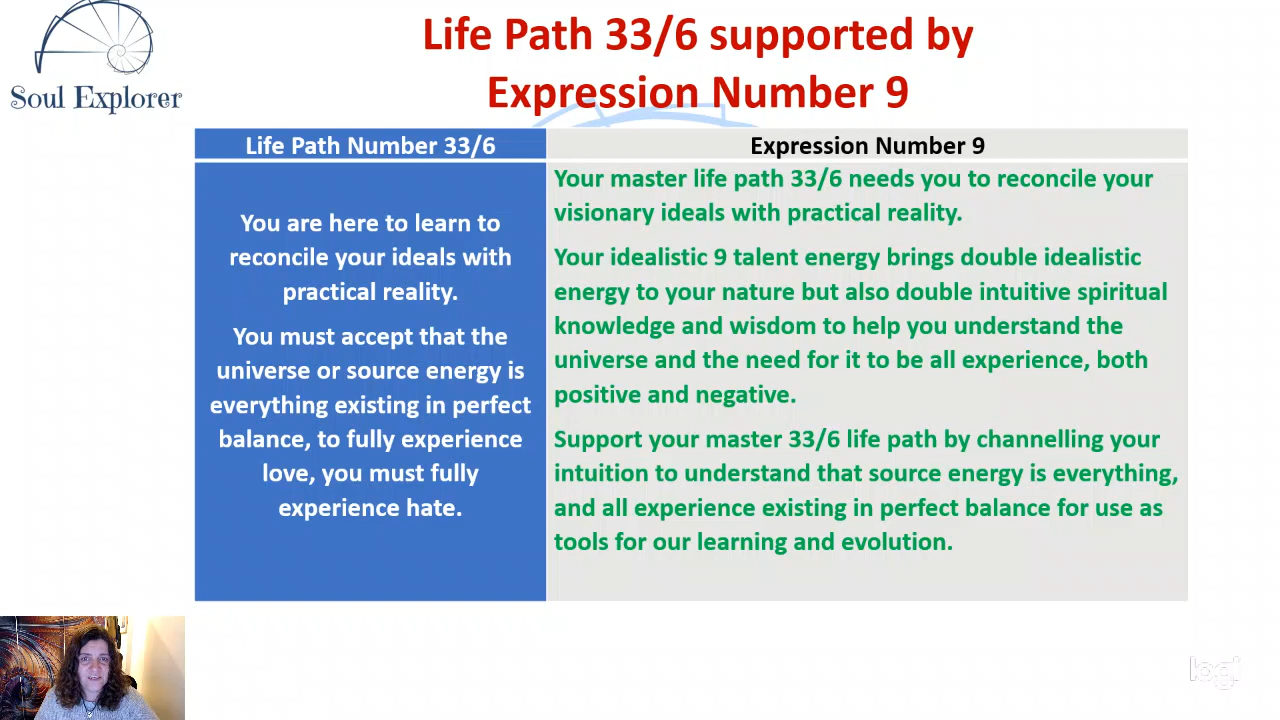 Soul Explorer
Life Path 33/6 supported by
Expression Number 9
Life Path Number 33/6
Expression Number 9
You are here to learn to
reconcile your ideals with
practical reality.
You must accept that the
universe or source energy is
everything existing in perfect
balance, to fully experience
love, you must fully
experience hate.
Your master life path 33/6 needs you to reconcile your
visionary ideals with practical reality.
Your idealistic 9 talent energy brings double idealistic
energy to your nature but also double intuitive spiritual
knowledge and wisdom to help you understand the
universe and the need for it to be all experience, both
positive and negative.
Support your master 33/6 life path by channelling your
intuition to understand that source energy is everything,
and all experience existing in perfect balance for use as
tools for our learning and evolution.
logi